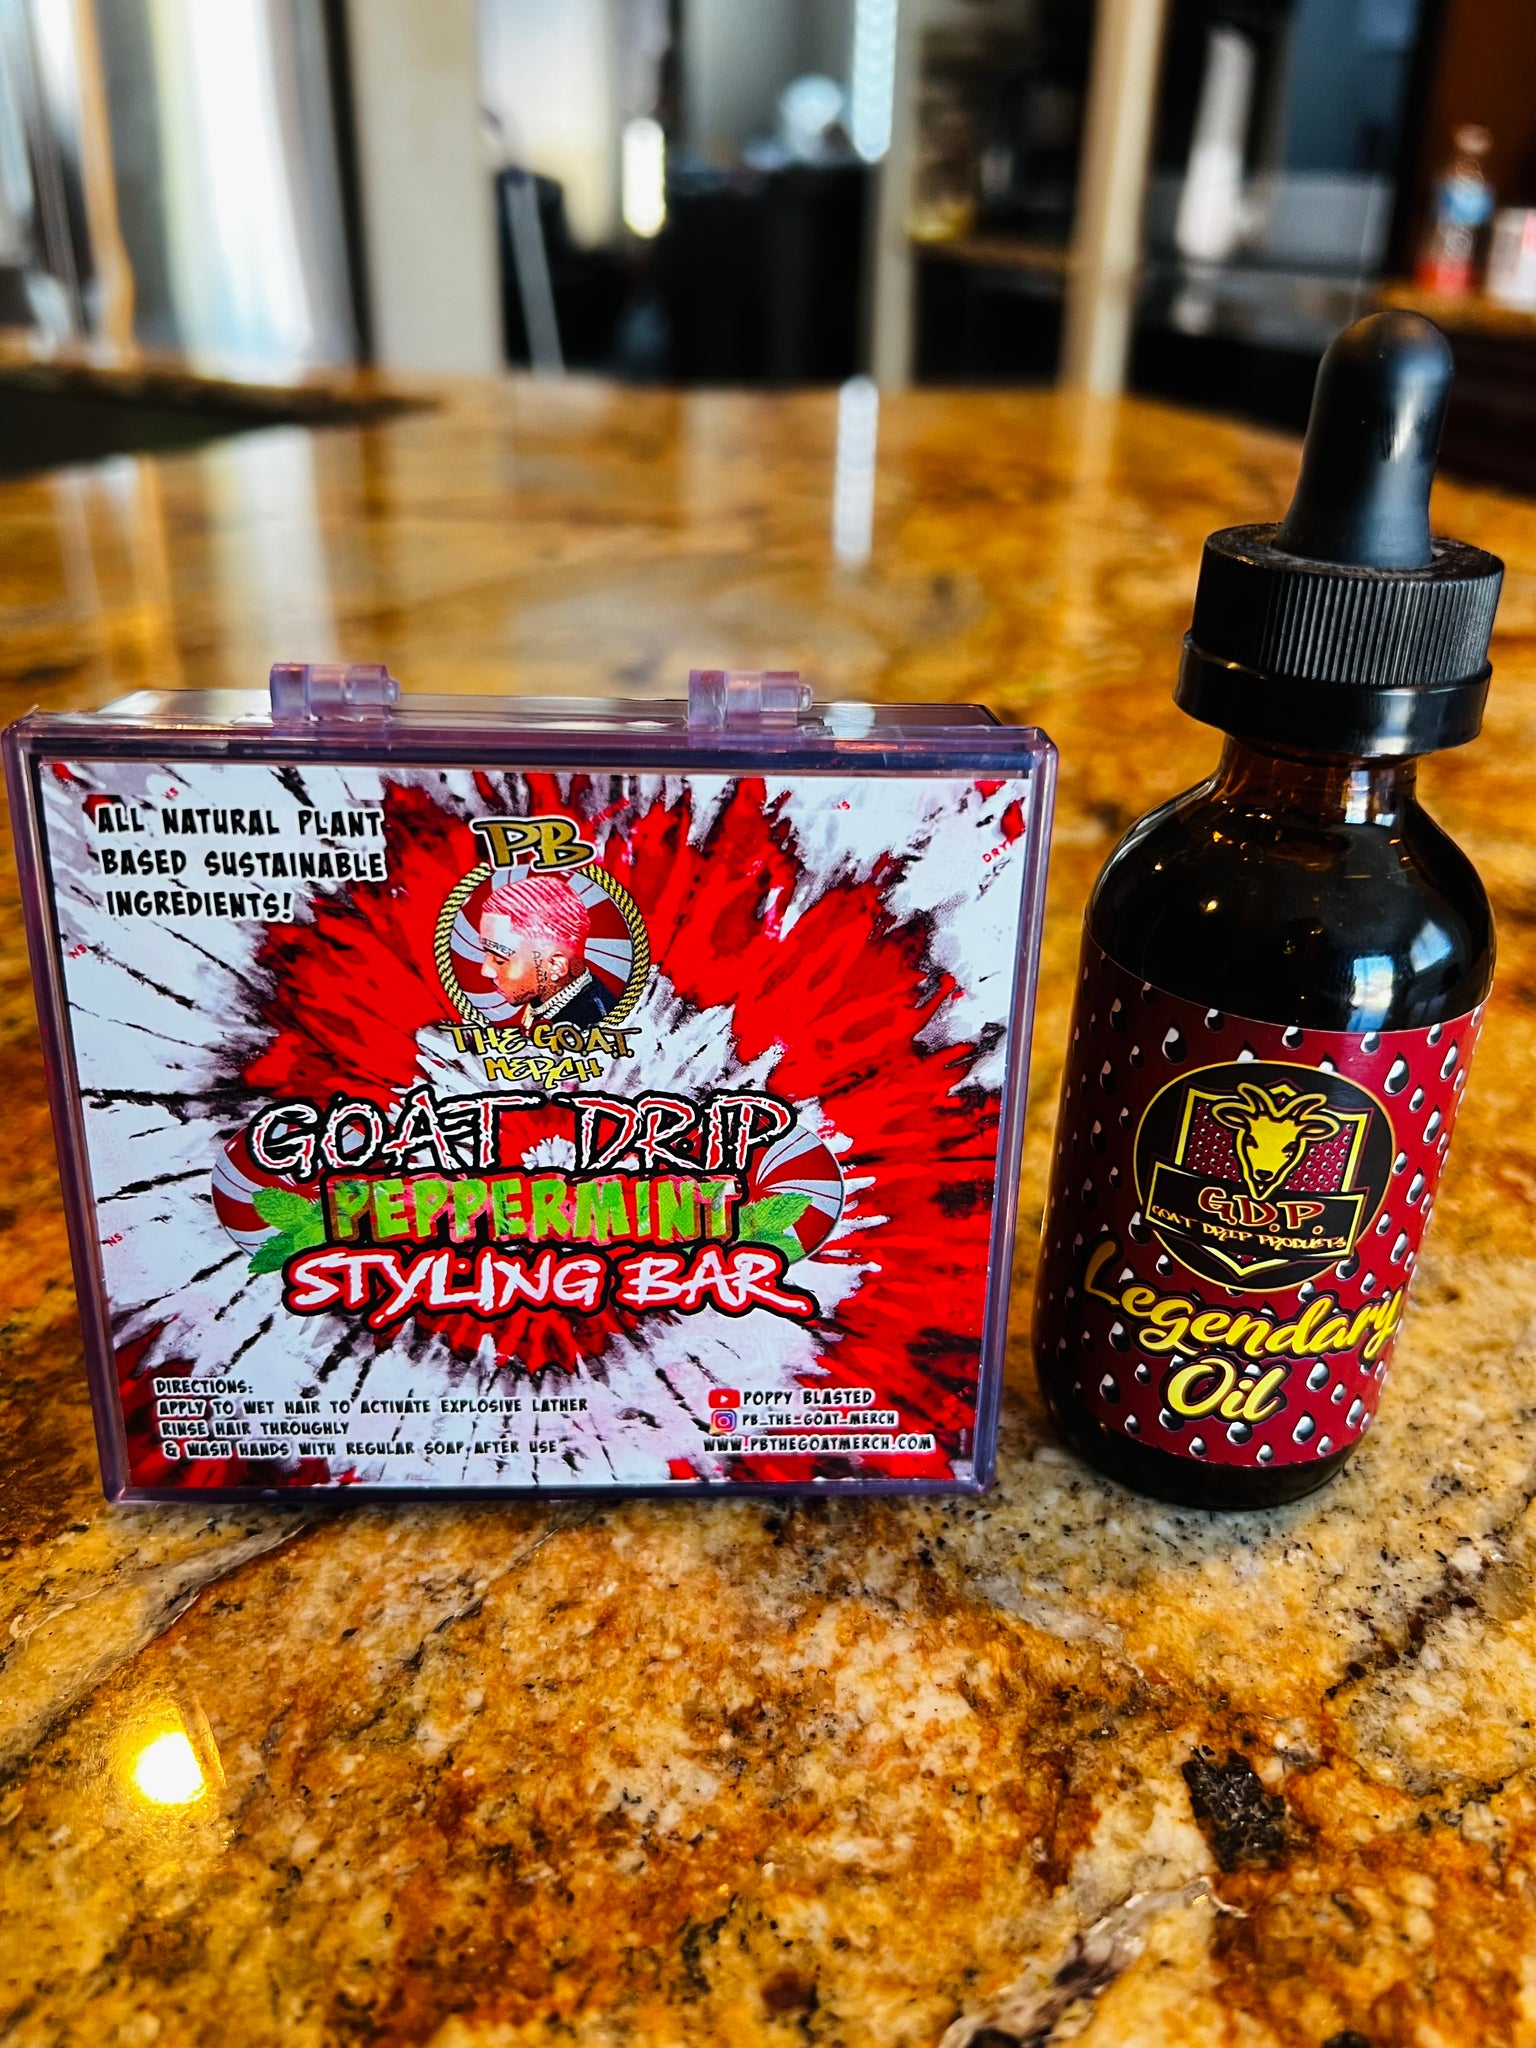 ALL NATURAL PLANT
BASED SUSTAINABLE
INGREDIENTS!
PB
THE G.O.A.T.
MERCH
GOAT DRIP
PEPPERMINT
STYLING BAR
DIRECTIONS:
APPLY TO WET HAIR TO ACTIVATE EXPLOSIVE LATHER
RINSE HAIR THROUGHLY
& WASH HANDS WITH REGULAR SOAP AFTER USE
POPPY BLASTED
PB_THE_GOAT_MERCH
WWW.PBTHEGOATMERCH.COM
G.D.P.
GOAT DRIP PRODUCTS
Legendary
Oil